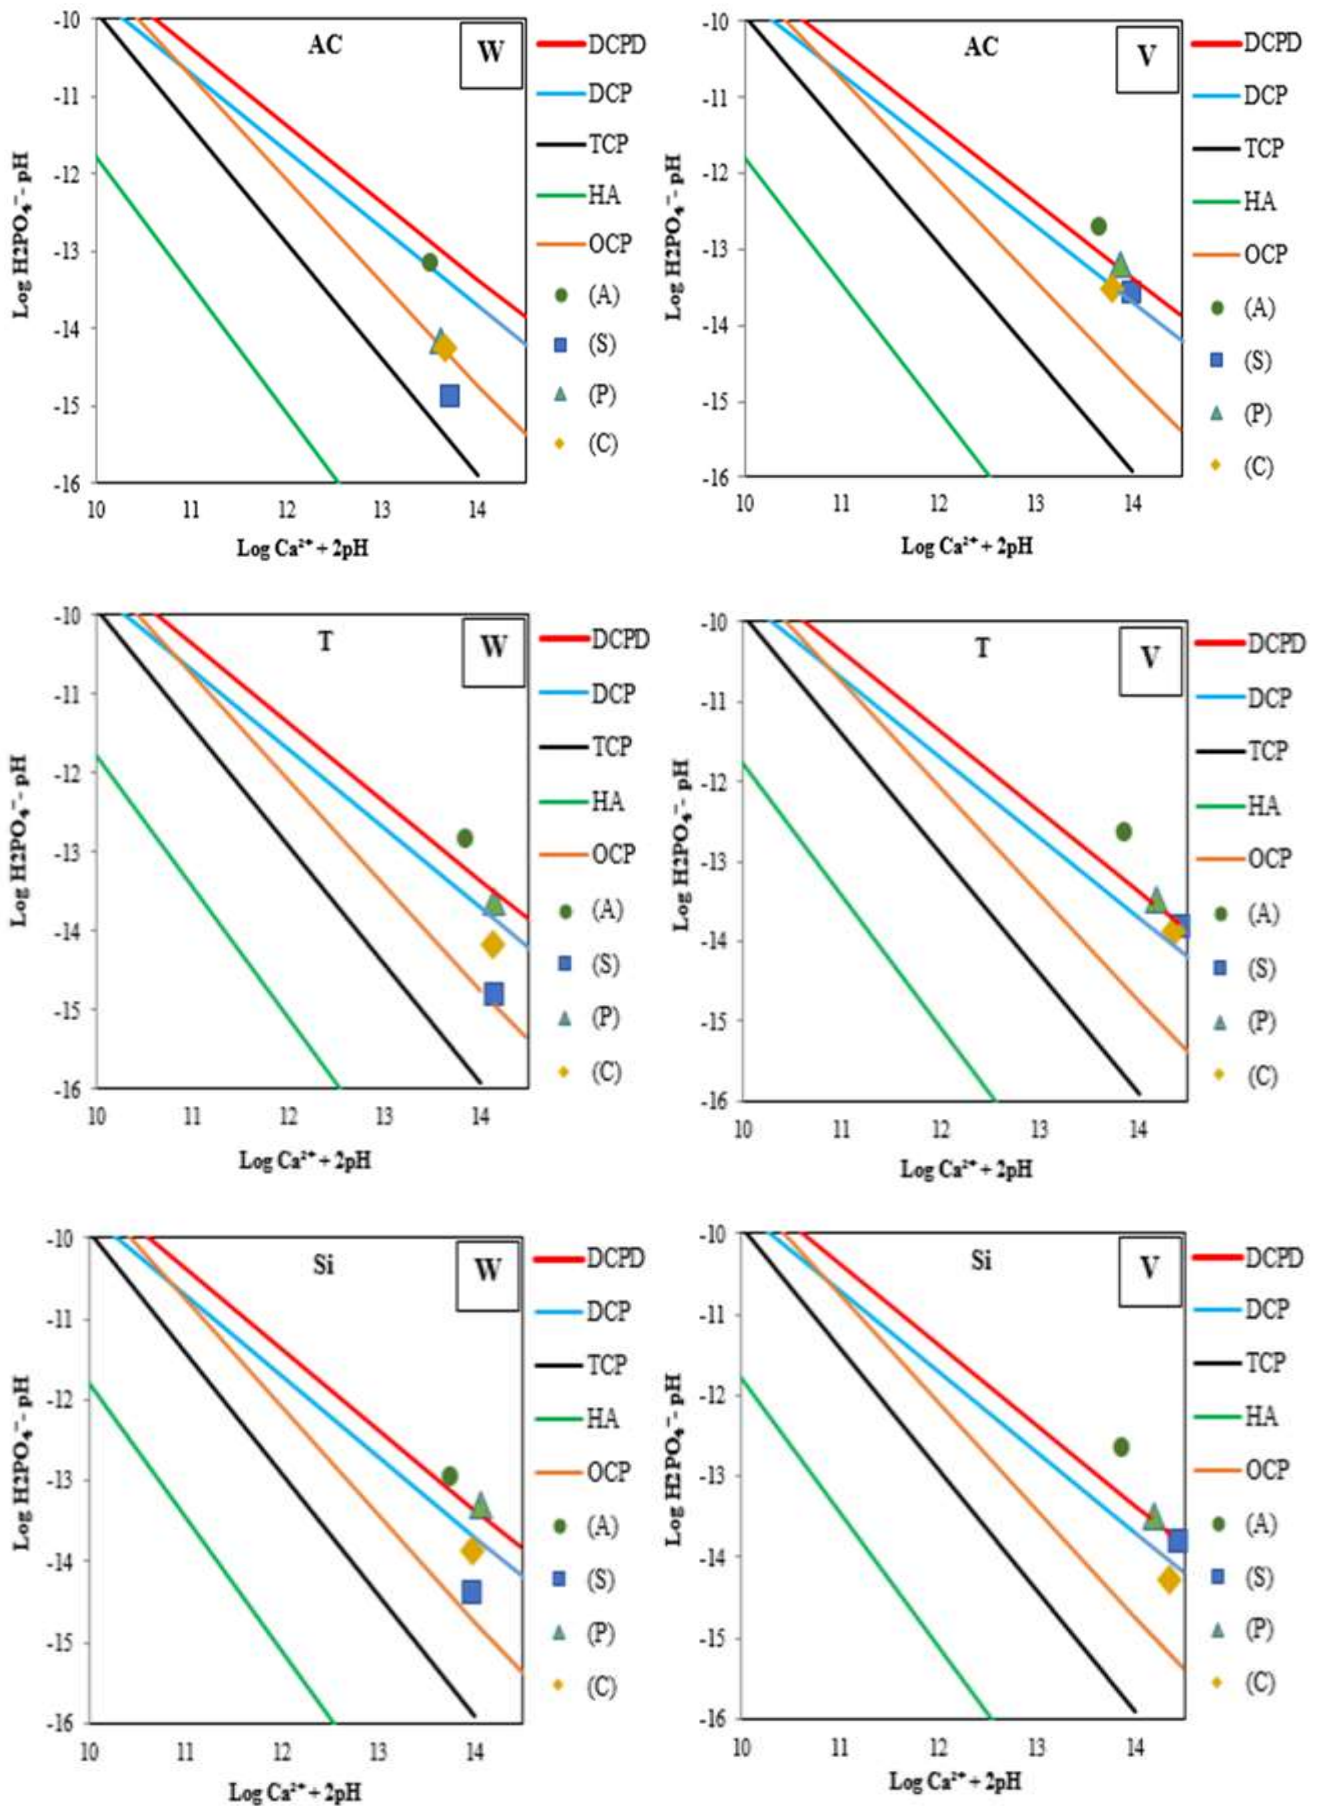 AC
W
-10
-11
-12
-13
-14
-15
-16
10
11
12
13
14
Log H2PO₄⁻- pH
Log Ca²⁺ + 2pH
DCPD
DCP
TCP
HA
OCP
(A)
(S)
(P)
(C)
AC
V
-10
-11
-12
-13
-14
-15
-16
10
11
12
13
14
Log H2PO₄⁻- pH
Log Ca²⁺ + 2pH
DCPD
DCP
TCP
HA
OCP
(A)
(S)
(P)
(C)
T
W
-10
-11
-12
-13
-14
-15
-16
10
11
12
13
14
Log H2PO₄⁻- pH
Log Ca²⁺ + 2pH
DCPD
DCP
TCP
HA
OCP
(A)
(S)
(P)
(C)
T
V
-10
-11
-12
-13
-14
-15
-16
10
11
12
13
14
Log H2PO₄⁻- pH
Log Ca²⁺ + 2pH
DCPD
DCP
TCP
HA
OCP
(A)
(S)
(P)
(C)
Si
W
-10
-11
-12
-13
-14
-15
-16
10
11
12
13
14
Log H2PO₄⁻- pH
Log Ca²⁺ + 2pH
DCPD
DCP
TCP
HA
OCP
(A)
(S)
(P)
(C)
Si
V
-10
-11
-12
-13
-14
-15
-16
10
11
12
13
14
Log H2PO₄⁻- pH
Log Ca²⁺ + 2pH
DCPD
DCP
TCP
HA
OCP
(A)
(S)
(P)
(C)